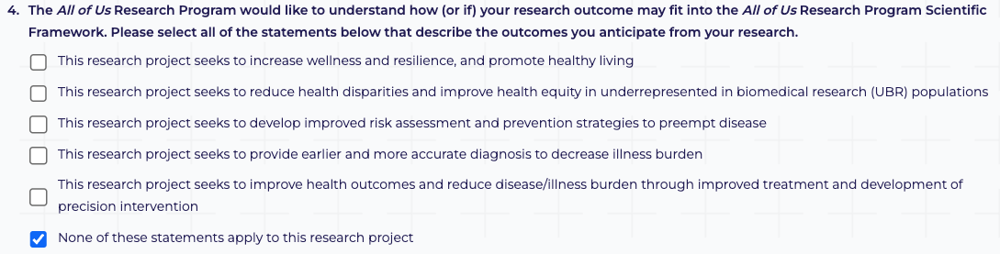 4. The All of Us Research Program would like to understand how (or if) your research outcome may fit into the All of Us Research Program Scientific
Framework. Please select all of the statements below that describe the outcomes you anticipate from your research.
This research project seeks to increase wellness and resilience, and promote healthy living
This research project seeks to reduce health disparities and improve health equity in underrepresented in biomedical research (UBR) populations
This research project seeks to develop improved risk assessment and prevention strategies to preempt disease
This research project seeks to provide earlier and more accurate diagnosis to decrease illness burden
This research project seeks to improve health outcomes and reduce disease/illness burden through improved treatment and development of
precision intervention
None of these statements apply to this research project